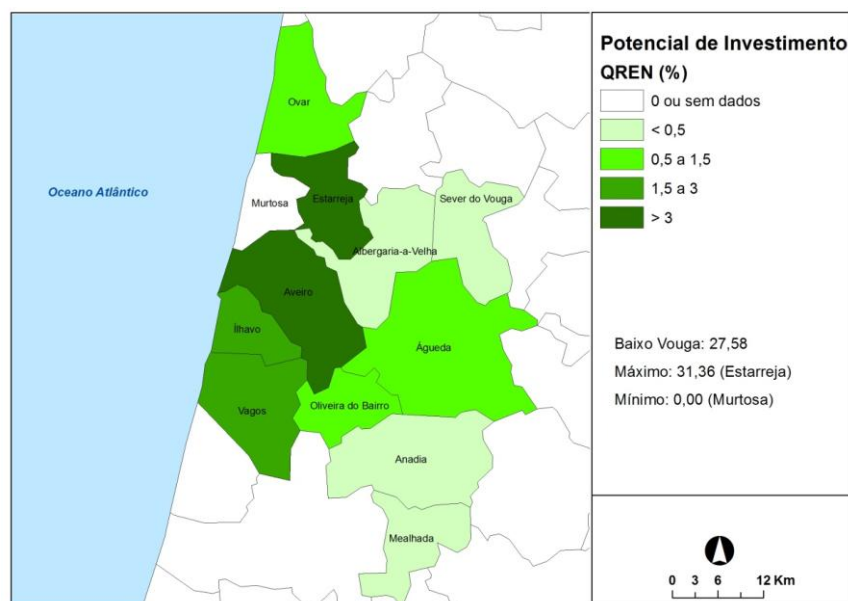 Ovar
Oceano Atlântico
Murtosa
Estarreja
Sever do Vouga
Albergaria-a-Velha
Aveiro
Ílhavo
Águeda
Vagos
Oliveira do Bairro
Anadia
Mealhada
Potencial de Investimento
QREN (%)
0 ou sem dados
< 0,5
0,5 a 1,5
1,5 a 3
> 3
Baixo Vouga: 27,58
Máximo: 31,36 (Estarreja)
Mínimo: 0,00 (Murtosa)
0 3 6 12 Km